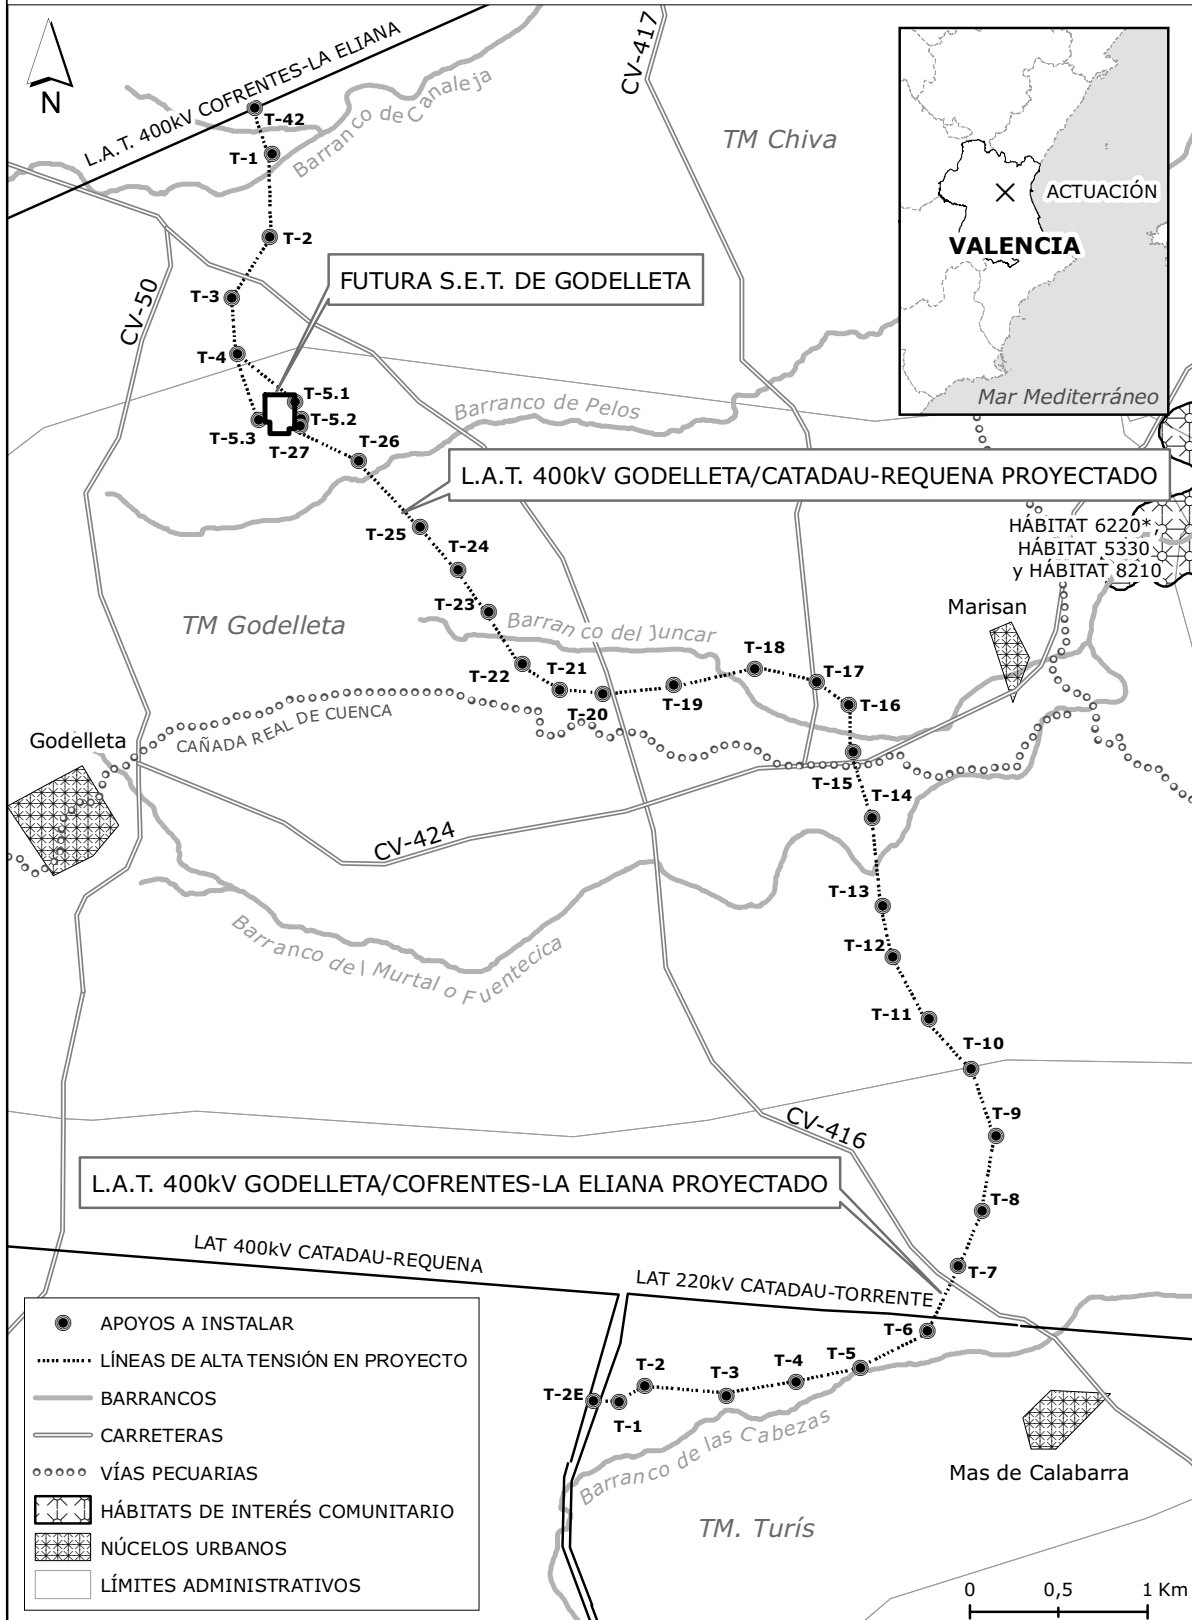 CV-417
L.A.T. 400kV COFRENTES-LA ELIANA
N
T-42
Barranco de Canaleja
TM Chiva
T-1
ACTUACIÓN
VALENCIA
Mar Mediterráneo
T-2
FUTURA S.E.T. DE GODELLETA
CV-50
T-3
T-4
T-5.1
T-5.2
T-5.3
T-27
Barranco de Pelos
T-26
L.A.T. 400kV GODELLETA/CATADAU-REQUENA PROYECTADO
T-25
HÁBITAT 6220*,
HÁBITAT 5330
y HÁBITAT 8210
T-24
Marisan
T-23
TM Godelleta
Barranco del Juncar
T-22
T-21
T-20
T-19
T-18
T-17
T-16
CAÑADA REAL DE CUENCA
Godelleta
T-15
T-14
CV-424
T-13
Barranco del Murtal o Fuentecica
T-12
T-11
T-10
T-9
CV-416
L.A.T. 400kV GODELLETA/COFRENTES-LA ELIANA PROYECTADO
T-8
LAT 400kV CATADAU-REQUENA
T-7
LAT 220kV CATADAU-TORRENTE
T-6
T-5
T-4
T-3
T-2
T-2E
T-1
Barranco de las Cabezas
Mas de Calabarra
TM. Turís
APOYOS A INSTALAR
LÍNEAS DE ALTA TENSIÓN EN PROYECTO
BARRANCOS
CARRETERAS
VÍAS PECUARIAS
HÁBITATS DE INTERÉS COMUNITARIO
NÚCELOS URBANOS
LÍMITES ADMINISTRATIVOS
0 0,5 1 Km